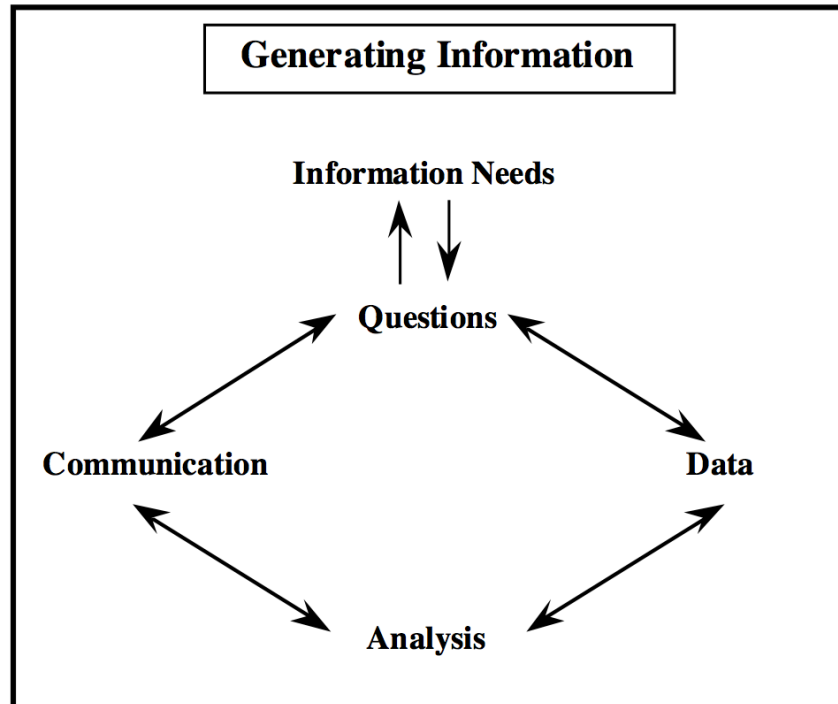 Generating Information
Information Needs
Questions
Communication
Data
Analysis